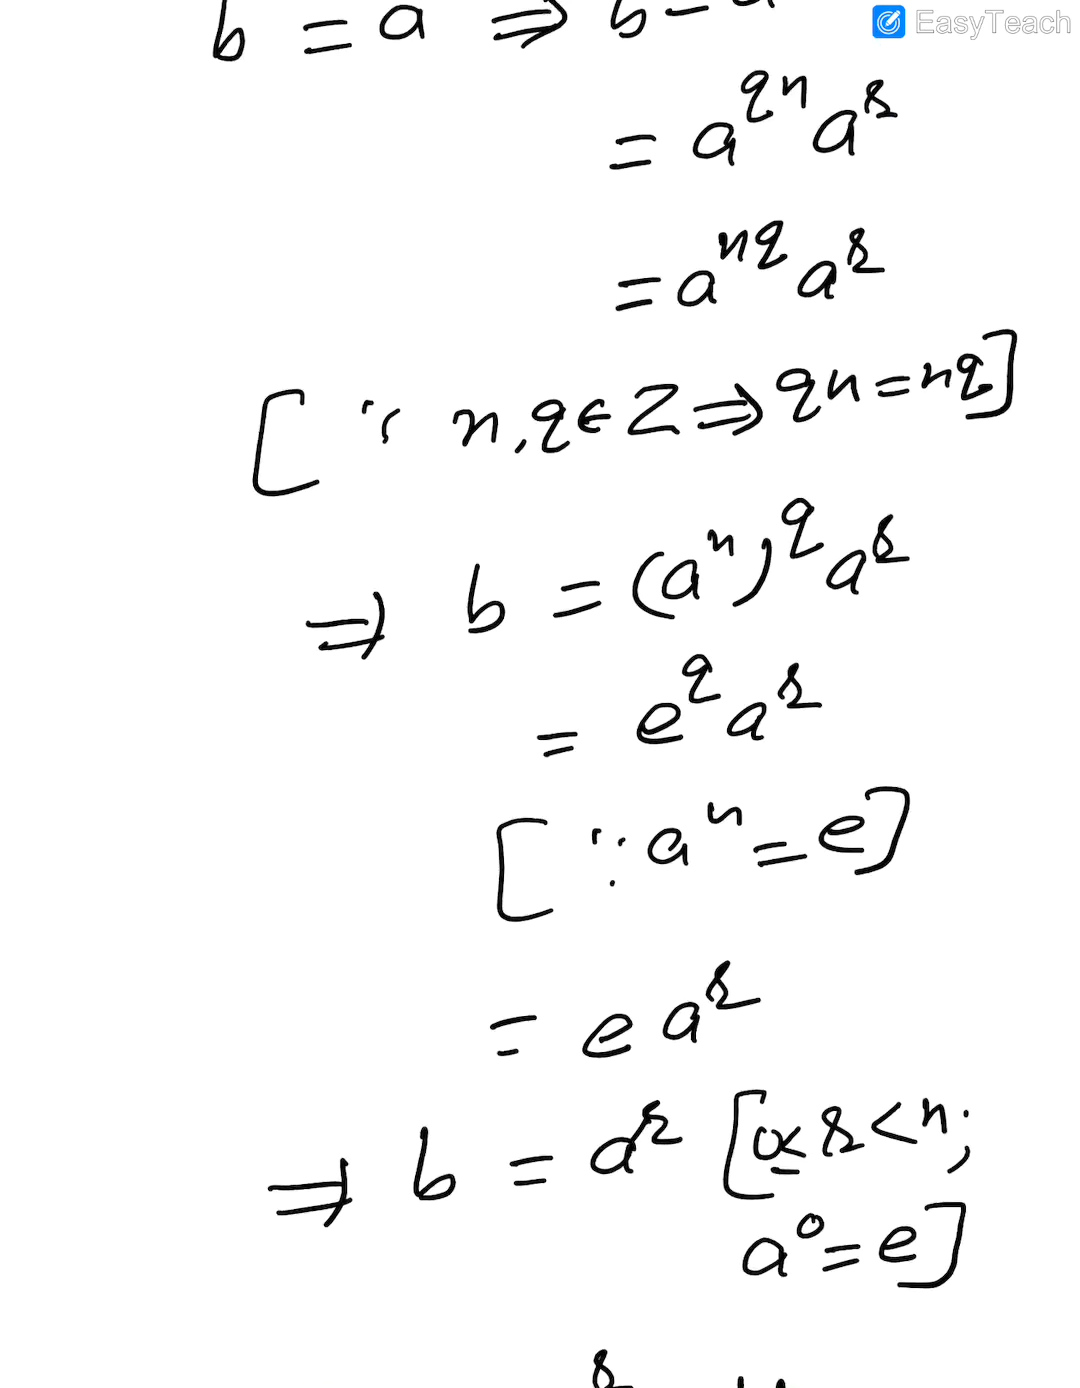 EasyTeach
b = a ⇒ b = a
= a^{qn} a^r
= a^{nq} a^r
[∵ n, q ∈ Z ⇒ qn = nq]
⇒ b = (a^n)^q a^r
= e^q a^r
[∵ a^n = e]
= e a^r
⇒ b = a^r [0 ≤ r < n;
a^0 = e]